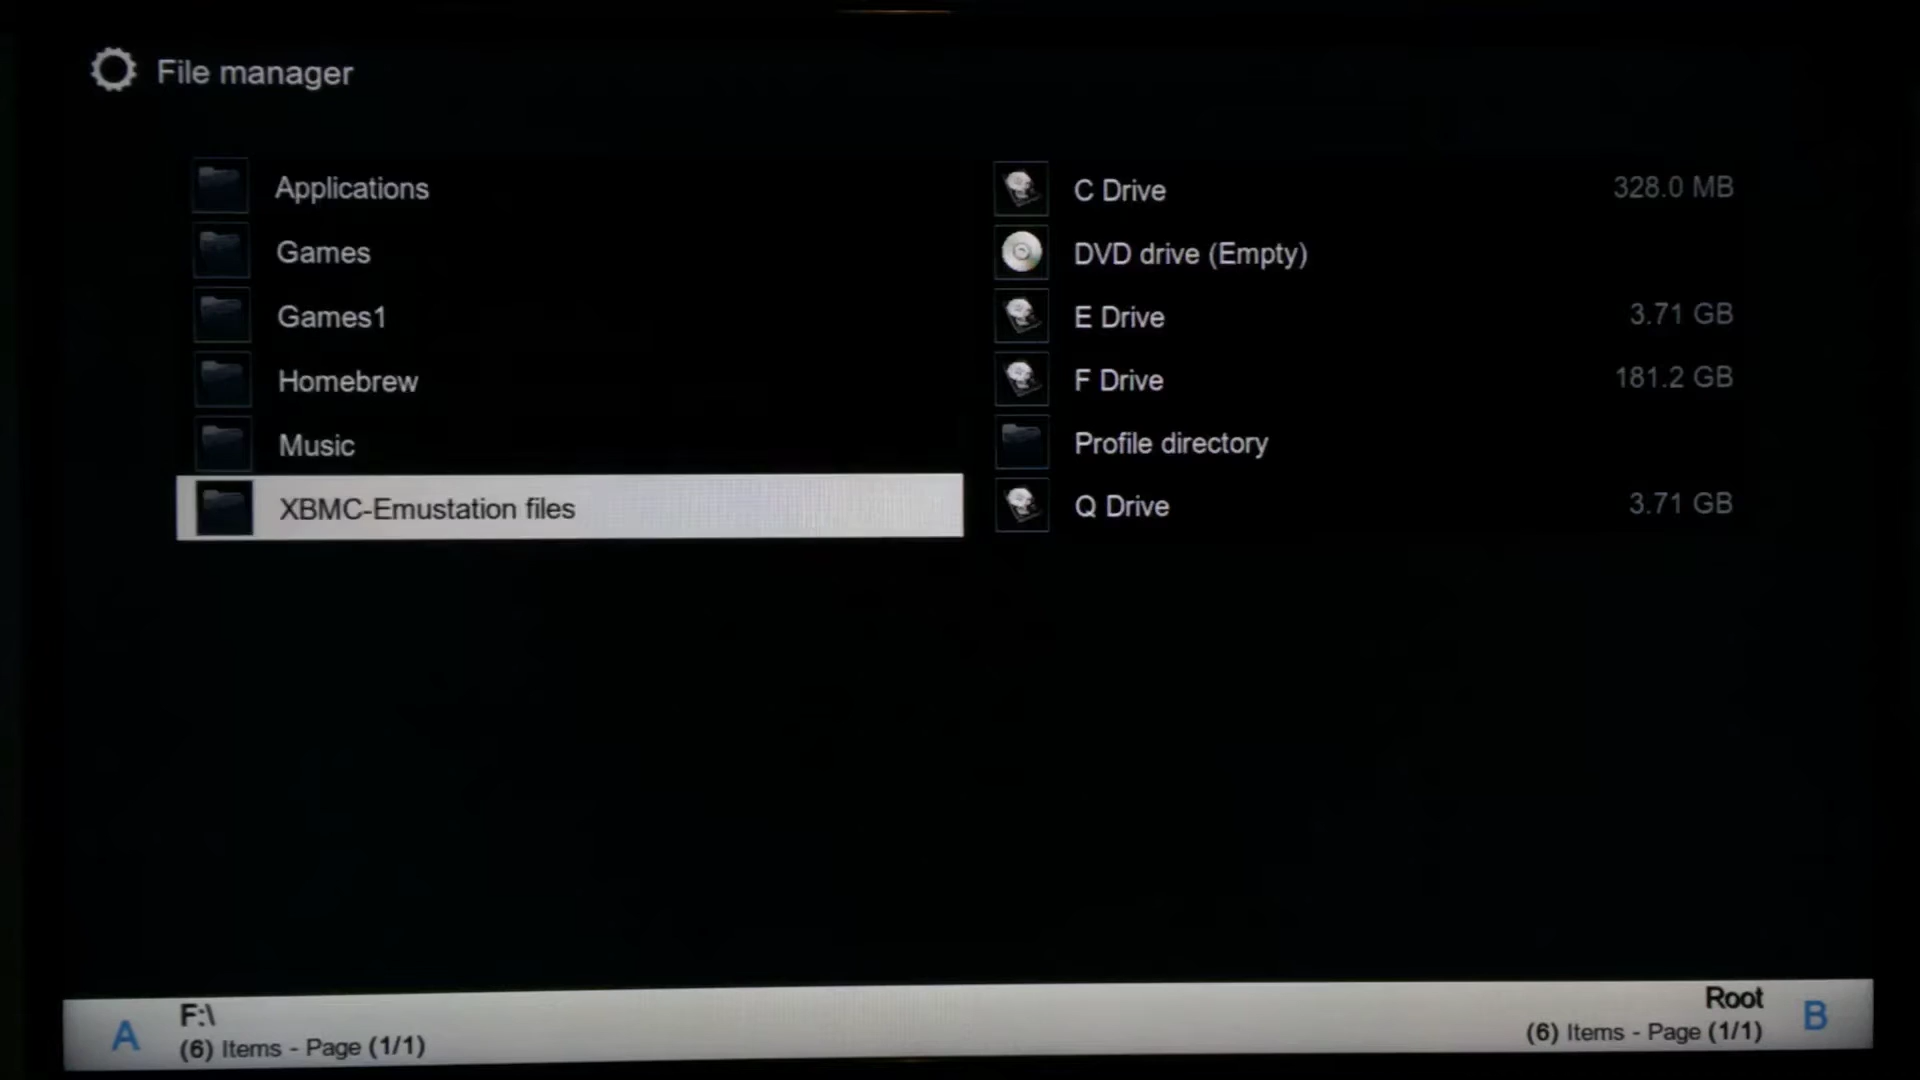 File manager
Applications
Games
Games1
Homebrew
Music
XBMC-Emustation files
C Drive 328.0 MB
DVD drive (Empty)
E Drive 3.71 GB
F Drive 181.2 GB
Profile directory
Q Drive 3.71 GB
A F:\
(6) Items - Page (1/1)
Root B
(6) Items - Page (1/1)